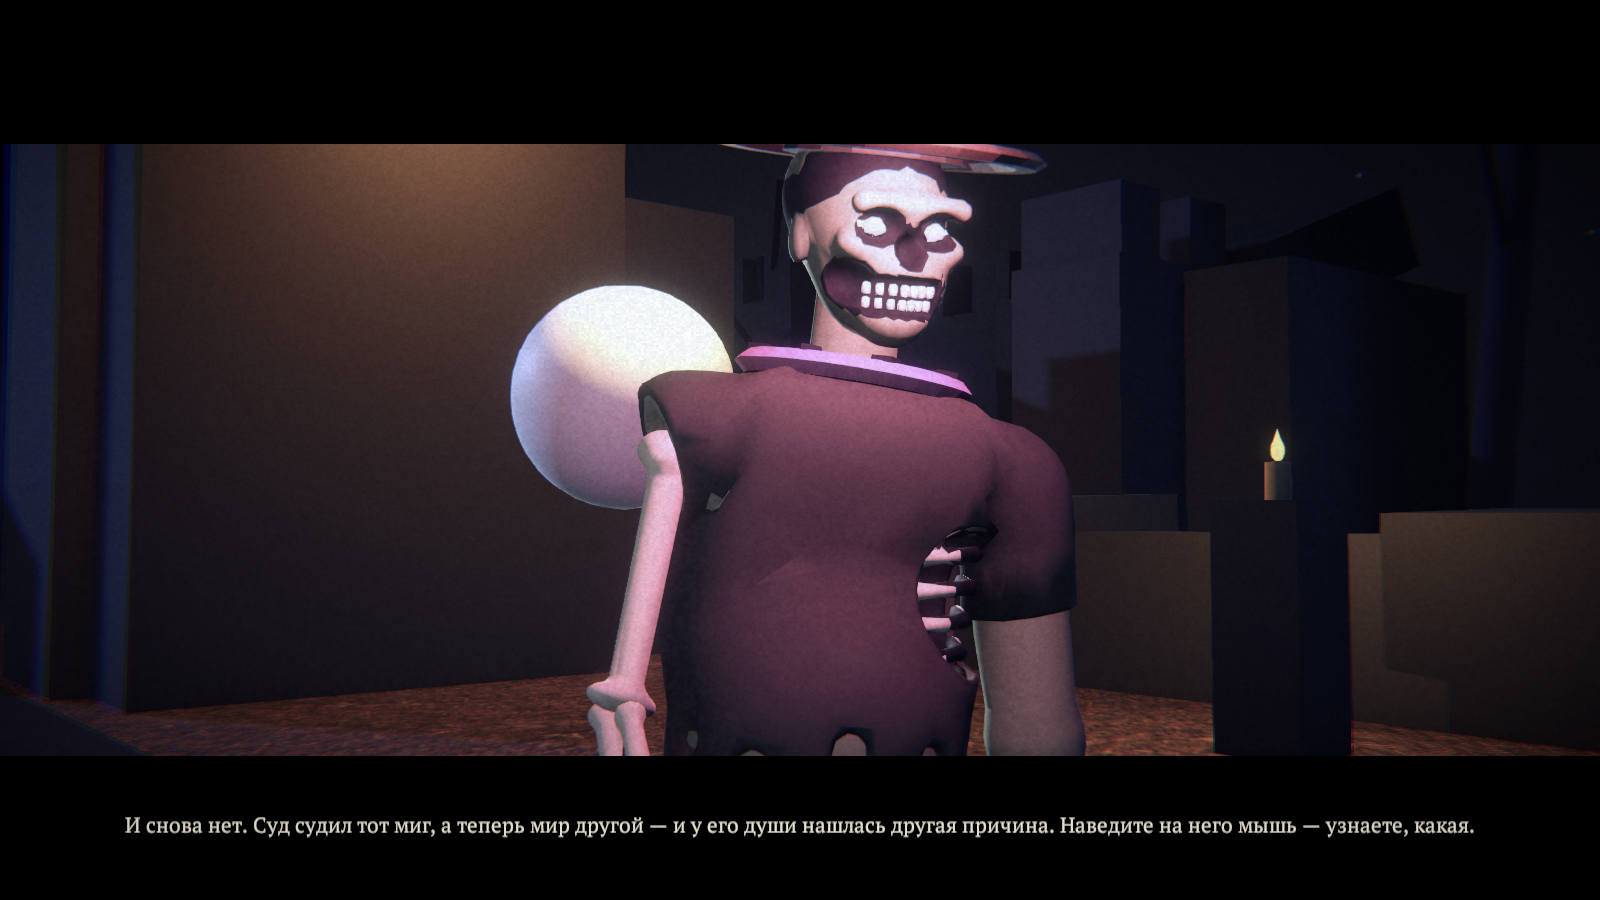 И снова нет. Суд судил тот миг, а теперь мир другой — и у его души нашлась другая причина. Наведите на него мышь — узнаете, какая.